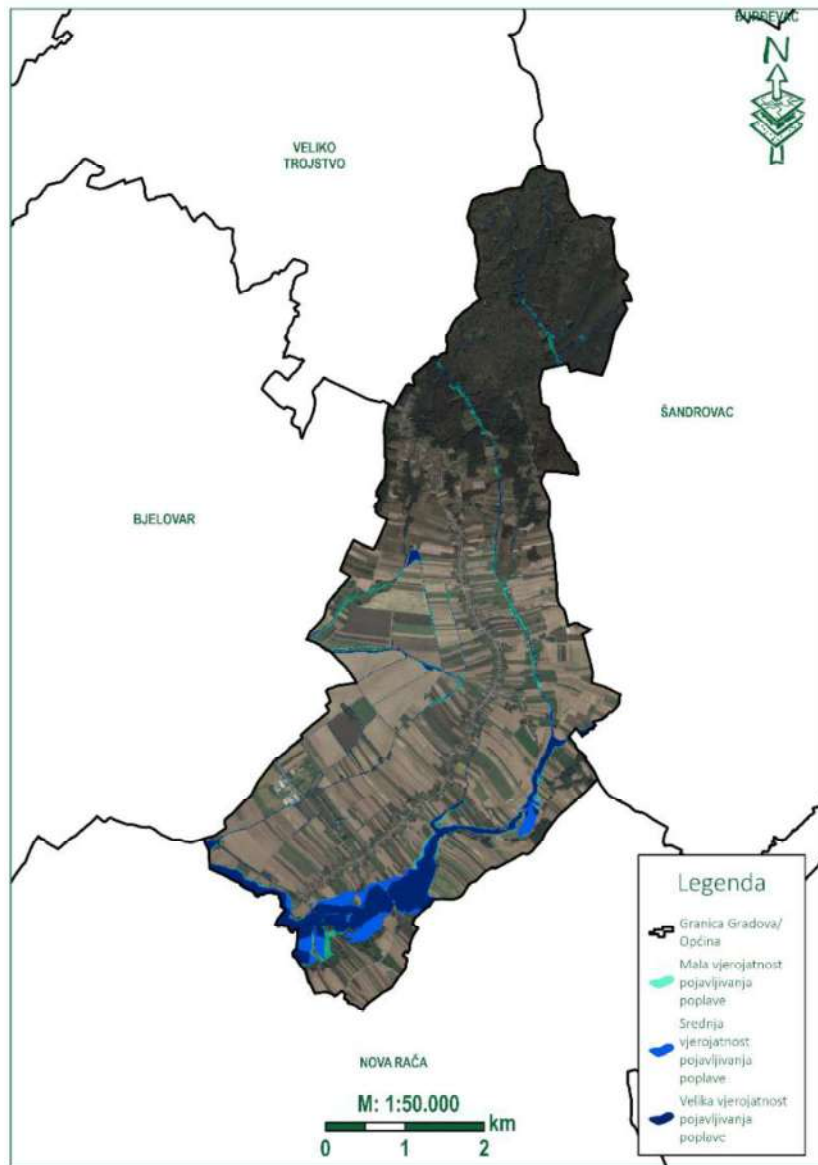 ĐURĐEVAC
N
VELIKO
TROJSTVO
ŠANDROVAC
BJELOVAR
NOVA RAČA
M: 1:50.000
km
0 1 2
Legenda
Granica Gradova/
Općina
Mala vjerojatnost
pojavljivanja
poplave
Srednja
vjerojatnost
pojavljivanja
poplave
Velika vjerojatnost
pojavljivanja
poplave